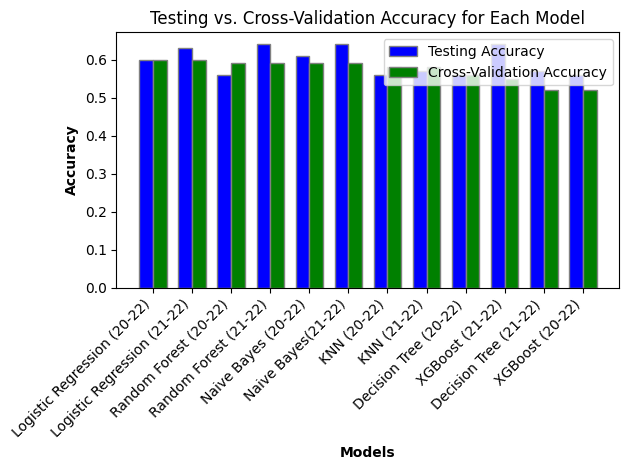 Testing vs. Cross-Validation Accuracy for Each Model
Testing Accuracy
Cross-Validation Accuracy
Accuracy
0.6
0.5
0.4
0.3
0.2
0.1
0.0
Logistic Regression (20-22)
Logistic Regression (21-22)
Random Forest (20-22)
Random Forest (21-22)
Naive Bayes (20-22)
Naive Bayes(21-22)
KNN (20-22)
KNN (21-22)
Decision Tree (20-22)
XGBoost (21-22)
Decision Tree (21-22)
XGBoost (20-22)
Models